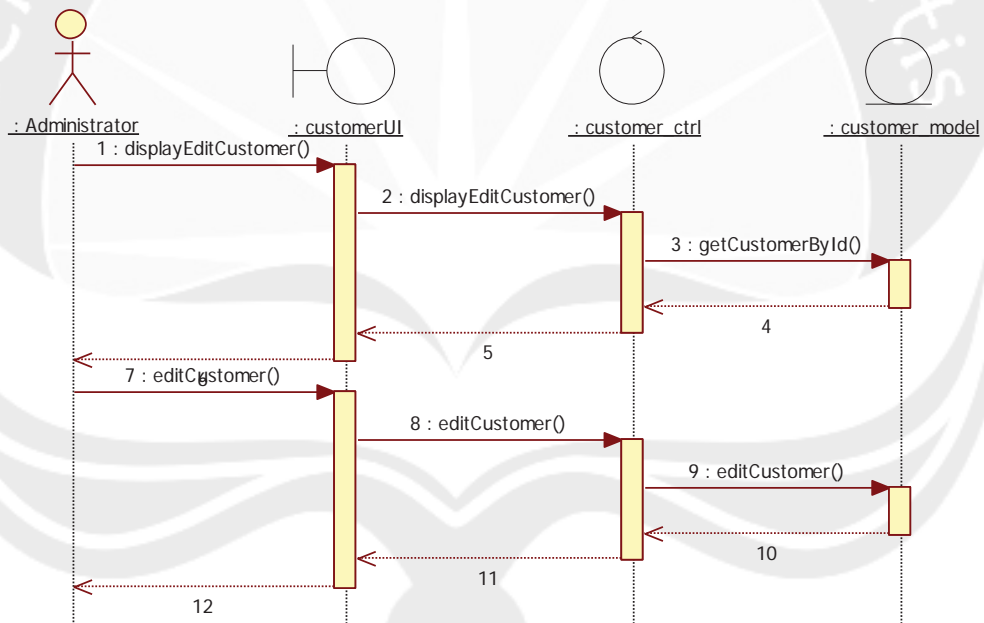 : Administrator
: customerUI
: customer_ctrl
: customer_model
1 : displayEditCustomer()
2 : displayEditCustomer()
3 : getCustomerById()
4
5
6
7 : editCustomer()
8 : editCustomer()
9 : editCustomer()
10
11
12